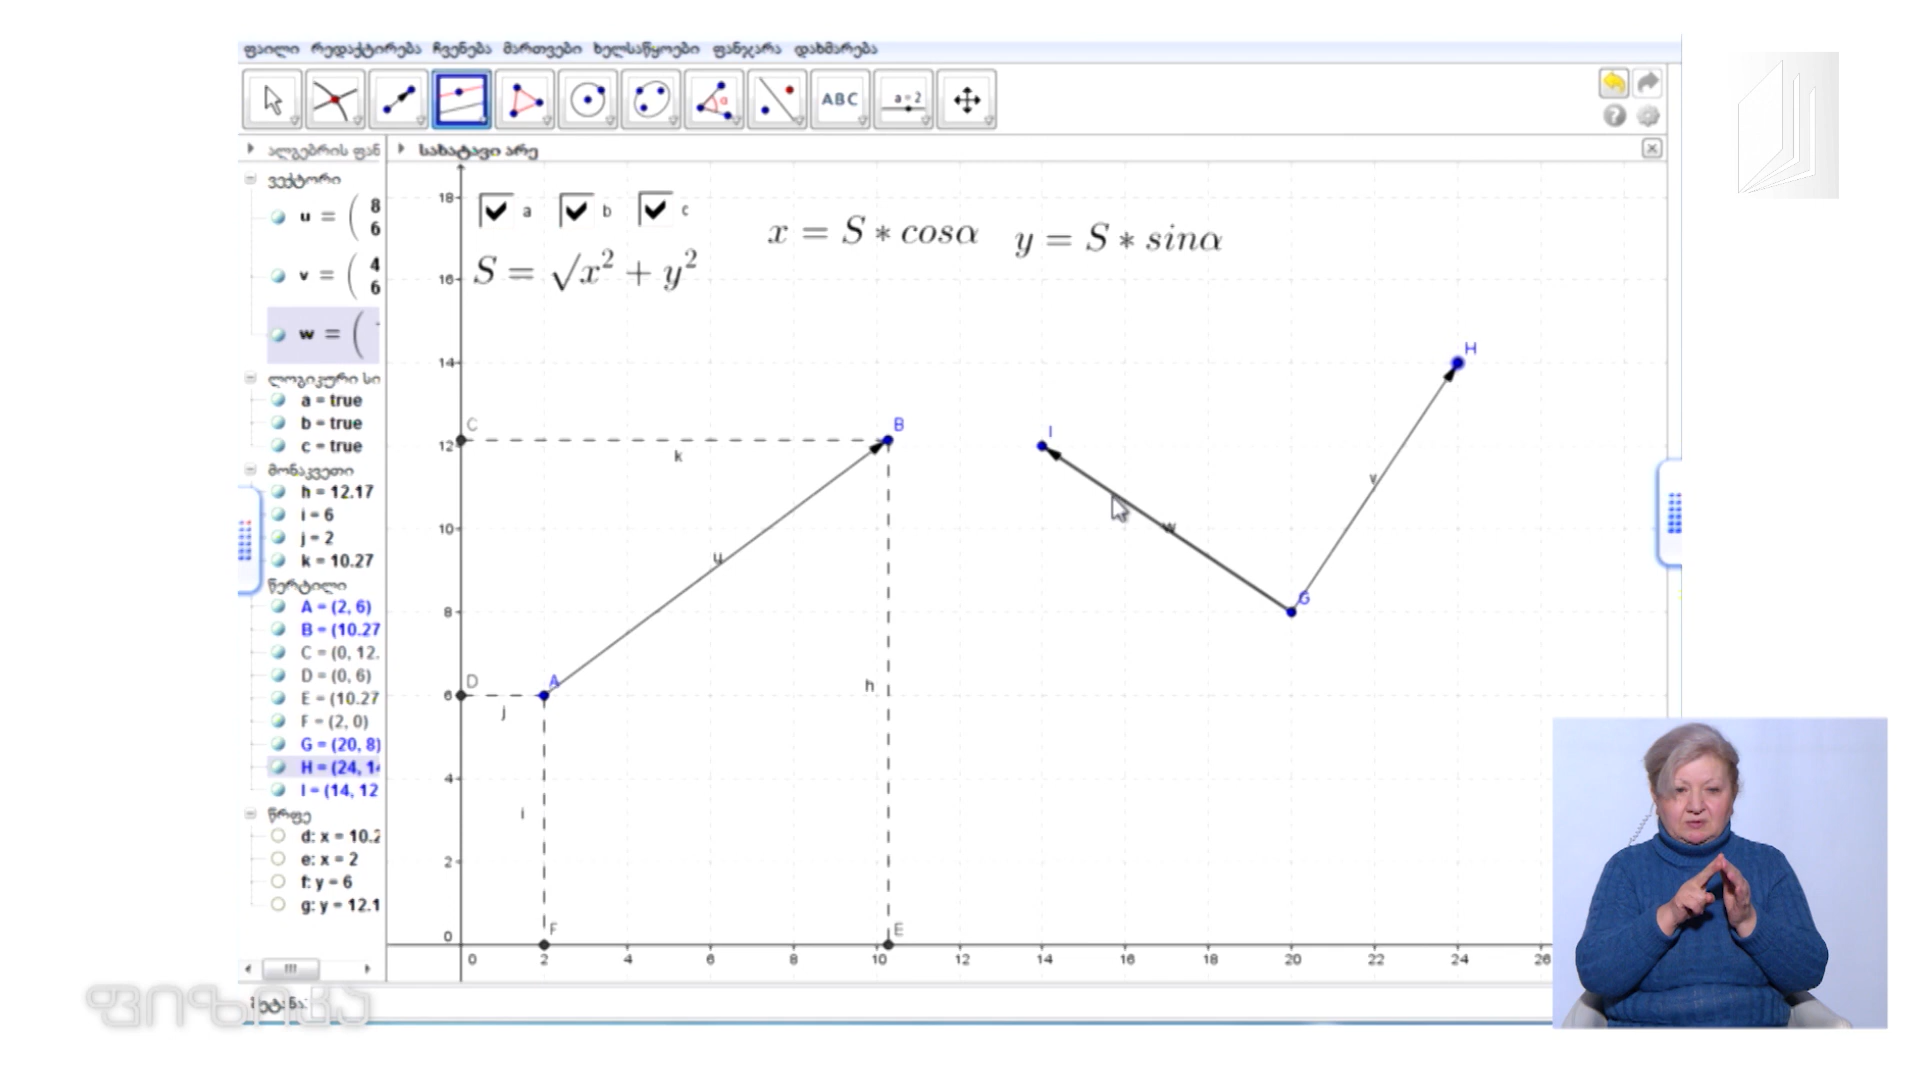 ფაილი რედაქტირება ჩვენება მართვები ხელსაწყოები ფანჯარა დახმარება
ABC
a = 2
ალგებრის ფან
სახატავი არე
ვექტორი
u = ( 8
6
v = ( 4
6
w = (
ლოგიკური სი
a = true
b = true
c = true
მონაკვეთი
h = 12.17
i = 6
j = 2
k = 10.27
წერტილი
A = (2, 6)
B = (10.27
C = (0, 12.
D = (0, 6)
E = (10.27
F = (2, 0)
G = (20, 8)
H = (24, 14
I = (14, 12
წრფე
d: x = 10.2
e: x = 2
f: y = 6
g: y = 12.1
a b c
x = S * cosα y = S * sinα
S = √x² + y²
18
16
14
12
10
8
6
4
2
0
0 2 4 6 8 10 12 14 16 18 20 22 24 26
C
B
k
u
D
A
j
h
i
F
E
I
H
v
w
G
ფიზიკა